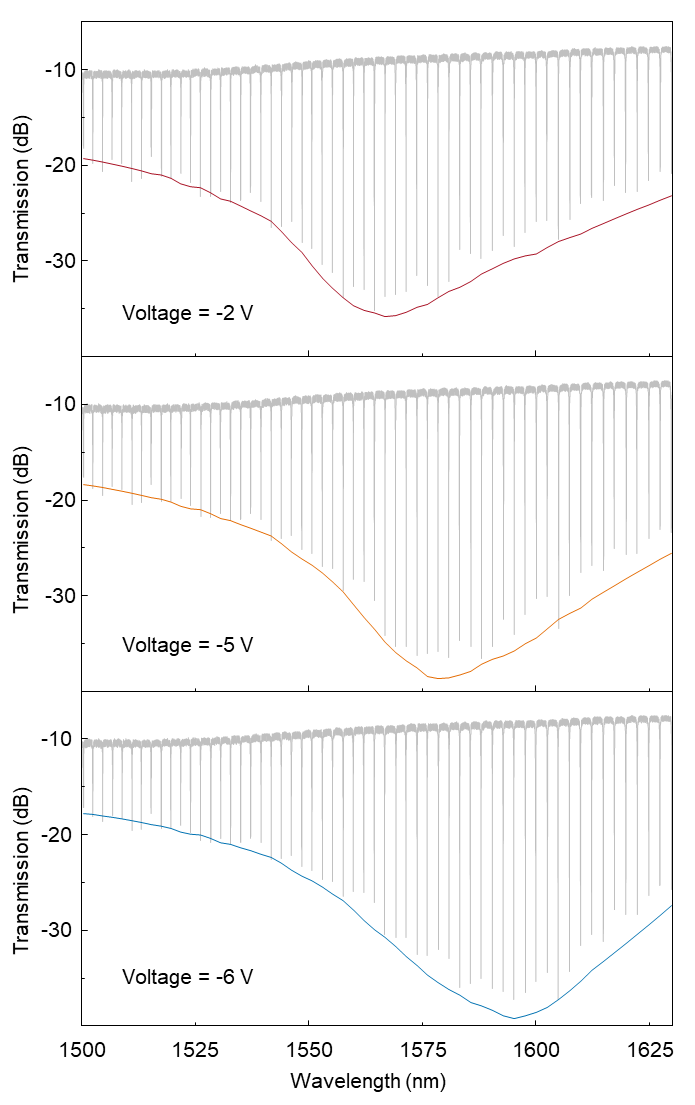 -10
-20
-30
Transmission (dB)
Voltage = -2 V
-10
-20
-30
Transmission (dB)
Voltage = -5 V
-10
-20
-30
Transmission (dB)
Voltage = -6 V
1500 1525 1550 1575 1600 1625
Wavelength (nm)